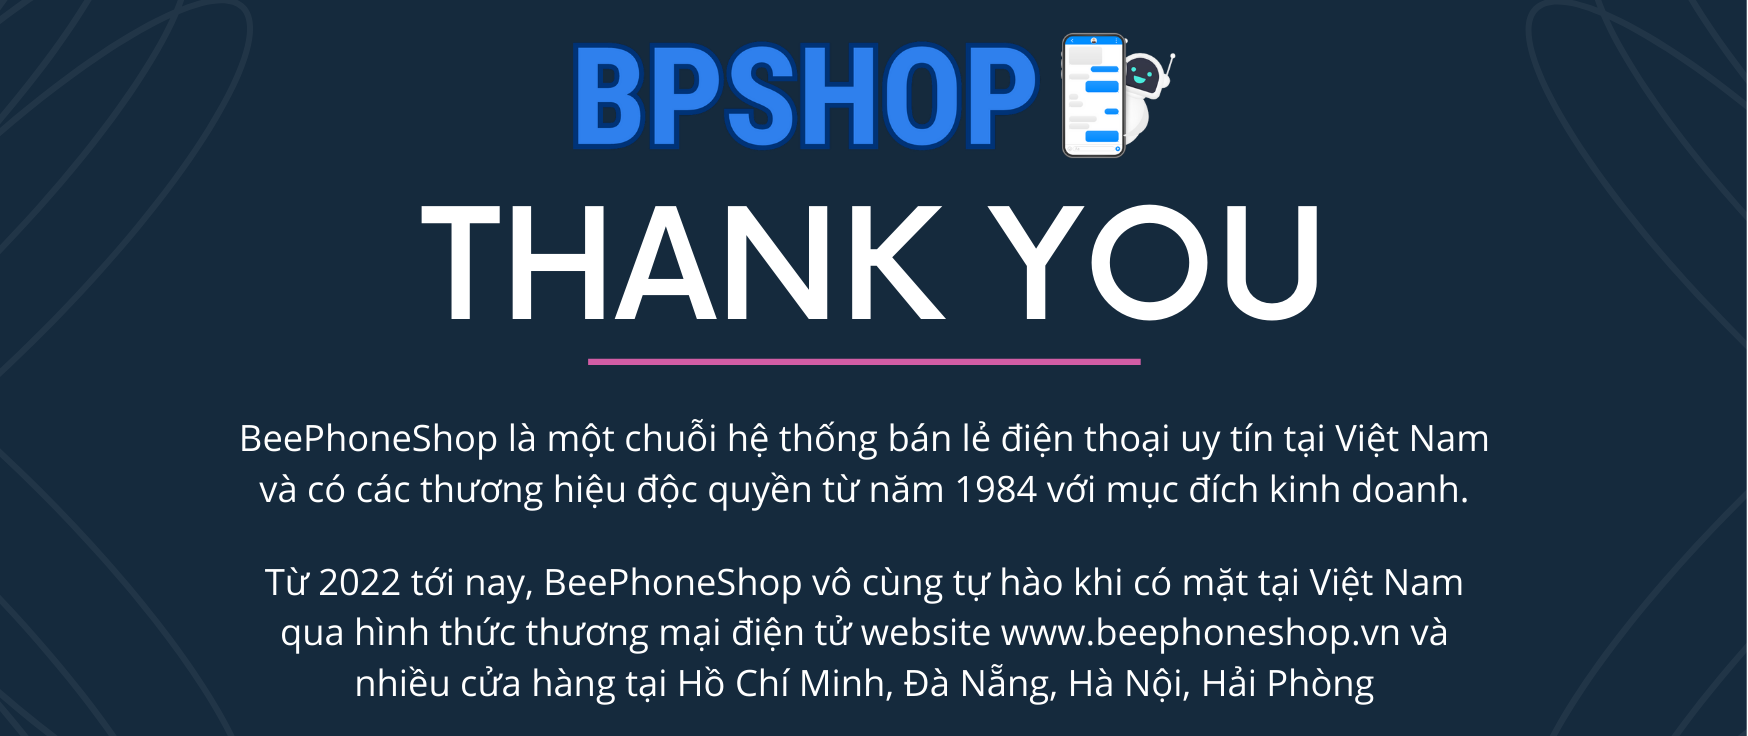 BPSHOP
THANK YOU
BeePhoneShop là một chuỗi hệ thống bán lẻ điện thoại uy tín tại Việt Nam
và có các thương hiệu độc quyền từ năm 1984 với mục đích kinh doanh.
Từ 2022 tới nay, BeePhoneShop vô cùng tự hào khi có mặt tại Việt Nam
qua hình thức thương mại điện tử website www.beephoneshop.vn và
nhiều cửa hàng tại Hồ Chí Minh, Đà Nẵng, Hà Nội, Hải Phòng